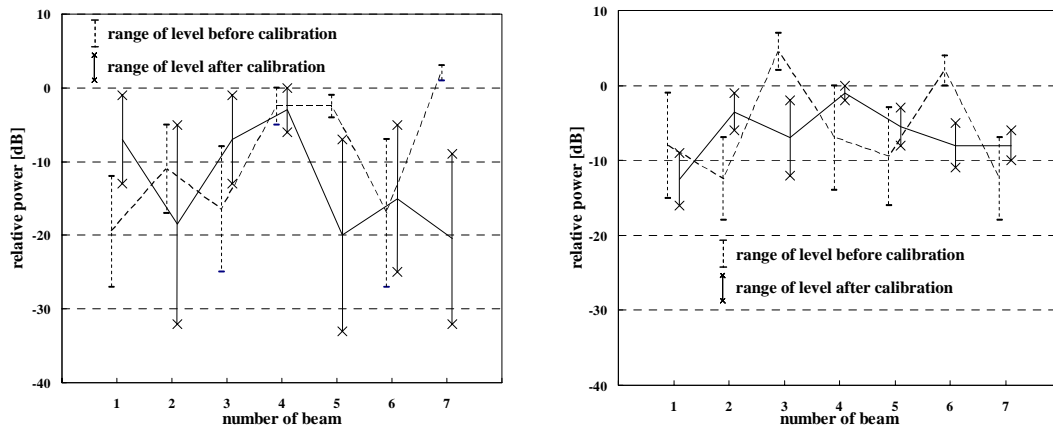 10
0
-10
-20
-30
-40
relative power [dB]
range of level before calibration
range of level after calibration
1 2 3 4 5 6 7
number of beam
10
0
-10
-20
-30
-40
relative power [dB]
range of level before calibration
range of level after calibration
1 2 3 4 5 6 7
number of beam